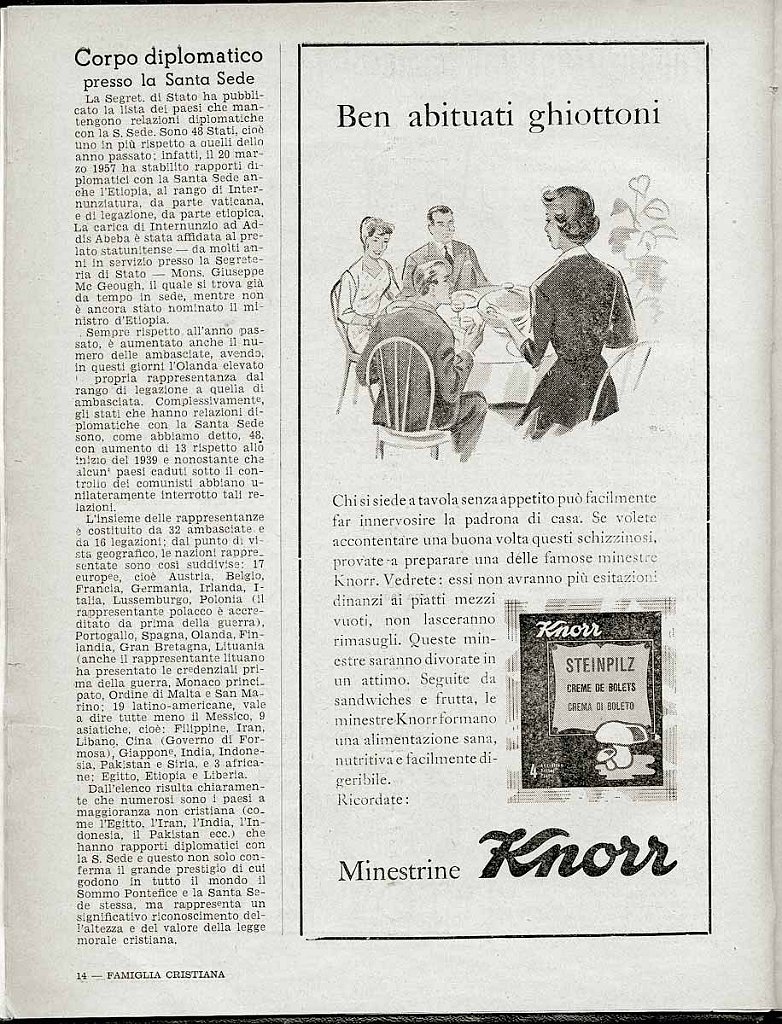 Corpo diplomatico
presso la Santa Sede
La Segret. di Stato ha pubbli-
cato la lista dei paesi che man-
tengono relazioni diplomatiche
con la S. Sede. Sono 48 Stati, cioè
uno in più rispetto a quelli dello
anno passato; infatti, il 20 mar-
zo 1957 ha stabilito rapporti di-
plomatici con la Santa Sede an-
che l'Etiopia, al rango di Inter-
nunziatura, da parte vaticana,
e di legazione, da parte etiopica.
La carica di Internunzio ad Ad-
dis Abeba è stata affidata al pre-
lato statunitense — da molti an-
ni in servizio presso la Segrete-
ria di Stato — Mons. Giuseppe
Mc Geough, il quale si trova già
da tempo in sede, mentre non
è ancora stato nominato il mi-
nistro d'Etiopia.
Sempre rispetto all'anno pas-
sato, è aumentato anche il nu-
mero delle ambasciate, avendo,
in questi giorni l'Olanda elevato
propria rappresentanza dal
rango di legazione a quella di
ambasciata. Complessivamente,
gli stati che hanno relazioni di-
plomatiche con la Santa Sede
sono, come abbiamo detto, 48,
con aumento di 13 rispetto allo
inizio del 1939 e nonostante che
alcuni paesi caduti sotto il con-
trollo dei comunisti abbiano u-
nilateralmente interrotto tali re-
lazioni.
L'insieme delle rappresentanze
è costituito da 32 ambasciate e
da 16 legazioni; dal punto di vi-
sta geografico, le nazioni rappre-
sentate sono così suddivise: 17
europee, cioè Austria, Belgio,
Francia, Germania, Irlanda, I-
talia, Lussemburgo, Polonia (il
rappresentante polacco è accre-
ditato da prima della guerra),
Portogallo, Spagna, Olanda, Fin-
landia, Gran Bretagna, Lituania
(anche il rappresentante lituano
ha presentato le credenziali pri-
ma della guerra, Monaco princi-
pato, Ordine di Malta e San Ma-
rino; 19 latino-americane, vale
a dire tutte meno il Messico, 9
asiatiche, cioè: Filippine, Iran,
Libano, Cina (Governo di For-
mosa), Giappone, India, Indone-
sia, Pakistan e Siria, e 3 africa-
ne: Egitto, Etiopia e Liberia.
Dall'elenco risulta chiaramen-
te che numerosi sono i paesi a
maggioranza non cristiana (co-
me l'Egitto, l'Iran, l'India, l'In-
donesia, il Pakistan ecc.) che
hanno rapporti diplomatici con
la S. Sede e questo non solo con-
ferma il grande prestigio di cui
godono in tutto il mondo il
Sommo Pontefice e la Santa Se-
de stessa, ma rappresenta un
significativo riconoscimento del-
l'altezza e del valore della legge
morale cristiana.
14 — FAMIGLIA CRISTIANA
Ben abituati ghiottoni
Chi si siede a tavola senza appetito può facilmente
far innervosire la padrona di casa. Se volete
accontentare una buona volta questi schizzinosi,
provate a preparare una delle famose minestre
Knorr. Vedrete: essi non avranno più esitazioni
dinanzi ai piatti mezzi
vuoti, non lasceranno
rimasugli. Queste min-
estre saranno divorate in
un attimo. Seguite da
sandwiches e frutta, le
minestre Knorr formano
una alimentazione sana,
nutritiva e facilmente di-
geribile.
Ricordate:
Knorr
STEINPILZ
CREME DE BOLETS
CREMA DI BOLETO
4
Minestrine Knorr